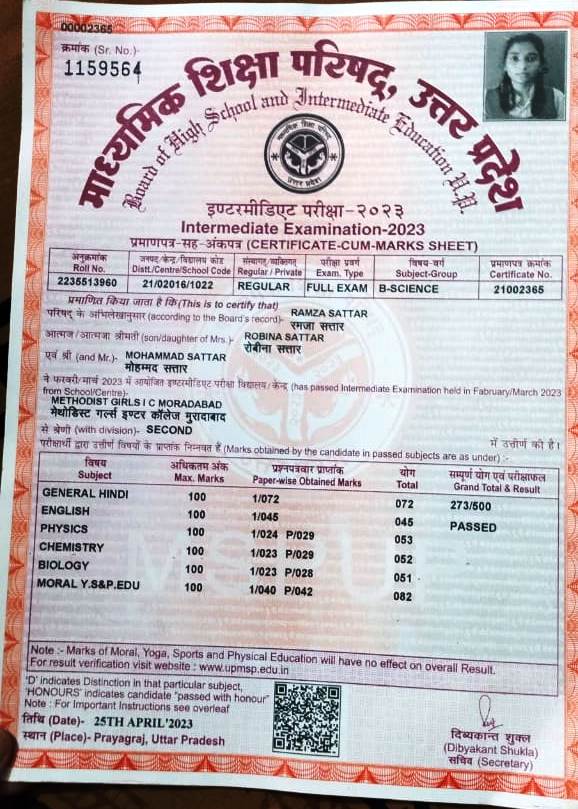 00002365
क्रमांक (Sr. No.)-
1159564
माध्यमिक शिक्षा परिषद्, उत्तर प्रदेश
Board of High School and Intermediate Education U.P.
इण्टरमीडिएट परीक्षा-२०२३
Intermediate Examination-2023
प्रमाणपत्र-सह-अंकपत्र (CERTIFICATE-CUM-MARKS SHEET)
अनुक्रमांक जनपद/केन्द्र/विद्यालय कोड संस्थागत/व्यक्तिगत परीक्षा प्रवर्ग विषय-वर्ग प्रमाणपत्र क्रमांक
Roll No. Distt./Centre/School Code Regular / Private Exam. Type Subject-Group Certificate No.
2235513960 21/02016/1022 REGULAR FULL EXAM B-SCIENCE 21002365
प्रमाणित किया जाता है कि(This is to certify that)
परिषद् के अभिलेखानुसार (according to the Board's record)- RAMZA SATTAR
रमजा सत्तार
आत्मज/आत्मजा श्रीमती (son/daughter of Mrs.)- ROBINA SATTAR
रोबीना सत्तार
एवं श्री (and Mr.)- MOHAMMAD SATTAR
मोहम्मद सत्तार
ने फरवरी/मार्च 2023 में आयोजित इण्टरमीडिएट परीक्षा विद्यालय/केन्द्र (has passed Intermediate Examination held in Fabruary/March 2023
from School/Centre)-
METHODIST GIRLS I C MORADABAD
मेथोडिस्ट गर्ल्स इण्टर कॉलेज मुरादाबाद
से श्रेणी (with division)- SECOND में उत्तीर्ण की है।
परीक्षार्थी द्वारा उत्तीर्ण विषयों के प्राप्तांक निम्नवत हैं (Marks obtained by the candidate in passed subjects are as under) :-
विषय अधिकतम अंक प्रश्नपत्रवार प्राप्तांक योग सम्पूर्ण योग एवं परीक्षाफल
Subject Max. Marks Paper-wise Obtained Marks Total Grand Total & Result
GENERAL HINDI 100 1/072 072 273/500
ENGLISH 100 1/045 045 PASSED
PHYSICS 100 1/024 P/029 053
CHEMISTRY 100 1/023 P/029 052
BIOLOGY 100 1/023 P/028 051
MORAL Y.S&P.EDU 100 1/040 P/042 082
Note :- Marks of Moral, Yoga, Sports and Physical Education will have no effect on overall Result.
For result verification visit website : www.upmsp.edu.in
'D' indicates Distinction in that particular subject,
'HONOURS' indicates candidate "passed with honour"
Note : For Important Instructions see overleaf
तिथि (Date)- 25TH APRIL'2023
स्थान (Place)- Prayagraj, Uttar Pradesh
दिब्यकान्त शुक्ल
(Dibyakant Shukla)
सचिव (Secretary)